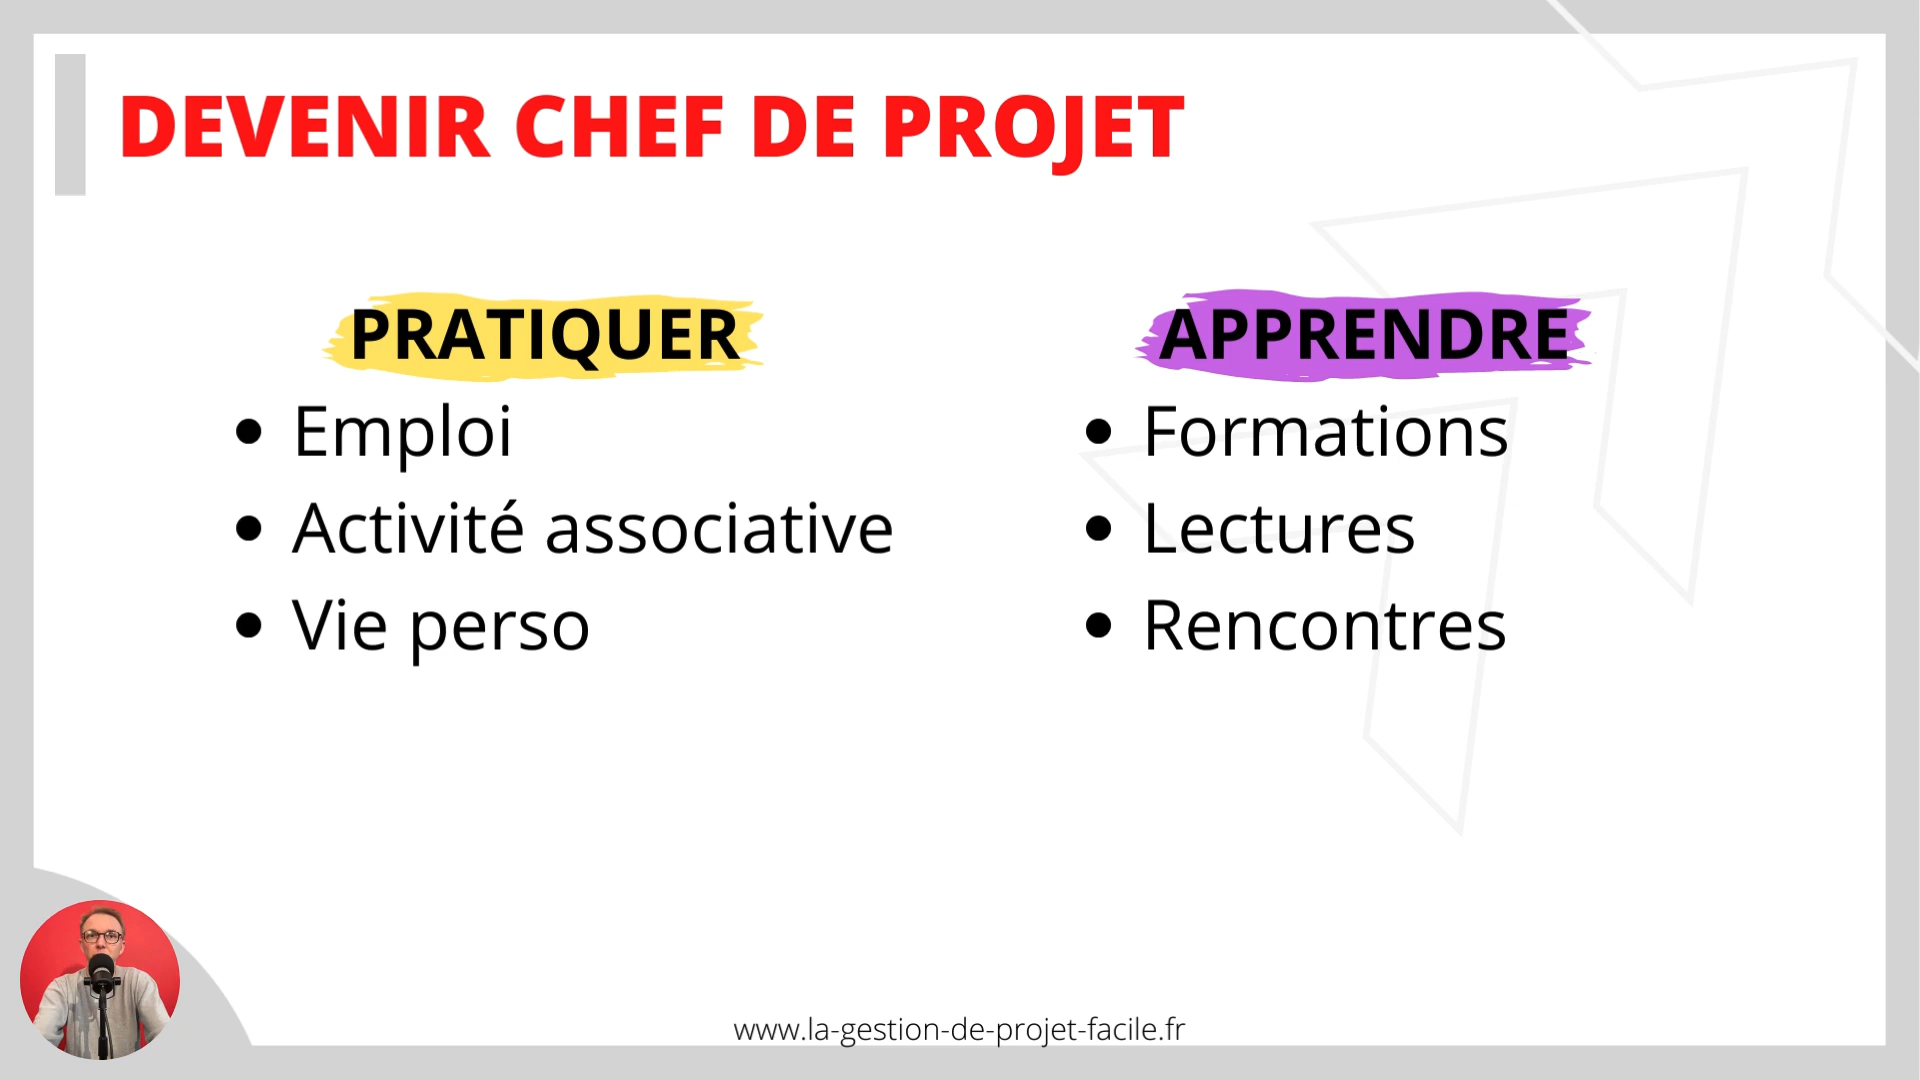 DEVENIR CHEF DE PROJET
PRATIQUER
• Emploi
• Activité associative
• Vie perso
APPRENDRE
• Formations
• Lectures
• Rencontres
www.la-gestion-de-projet-facile.fr